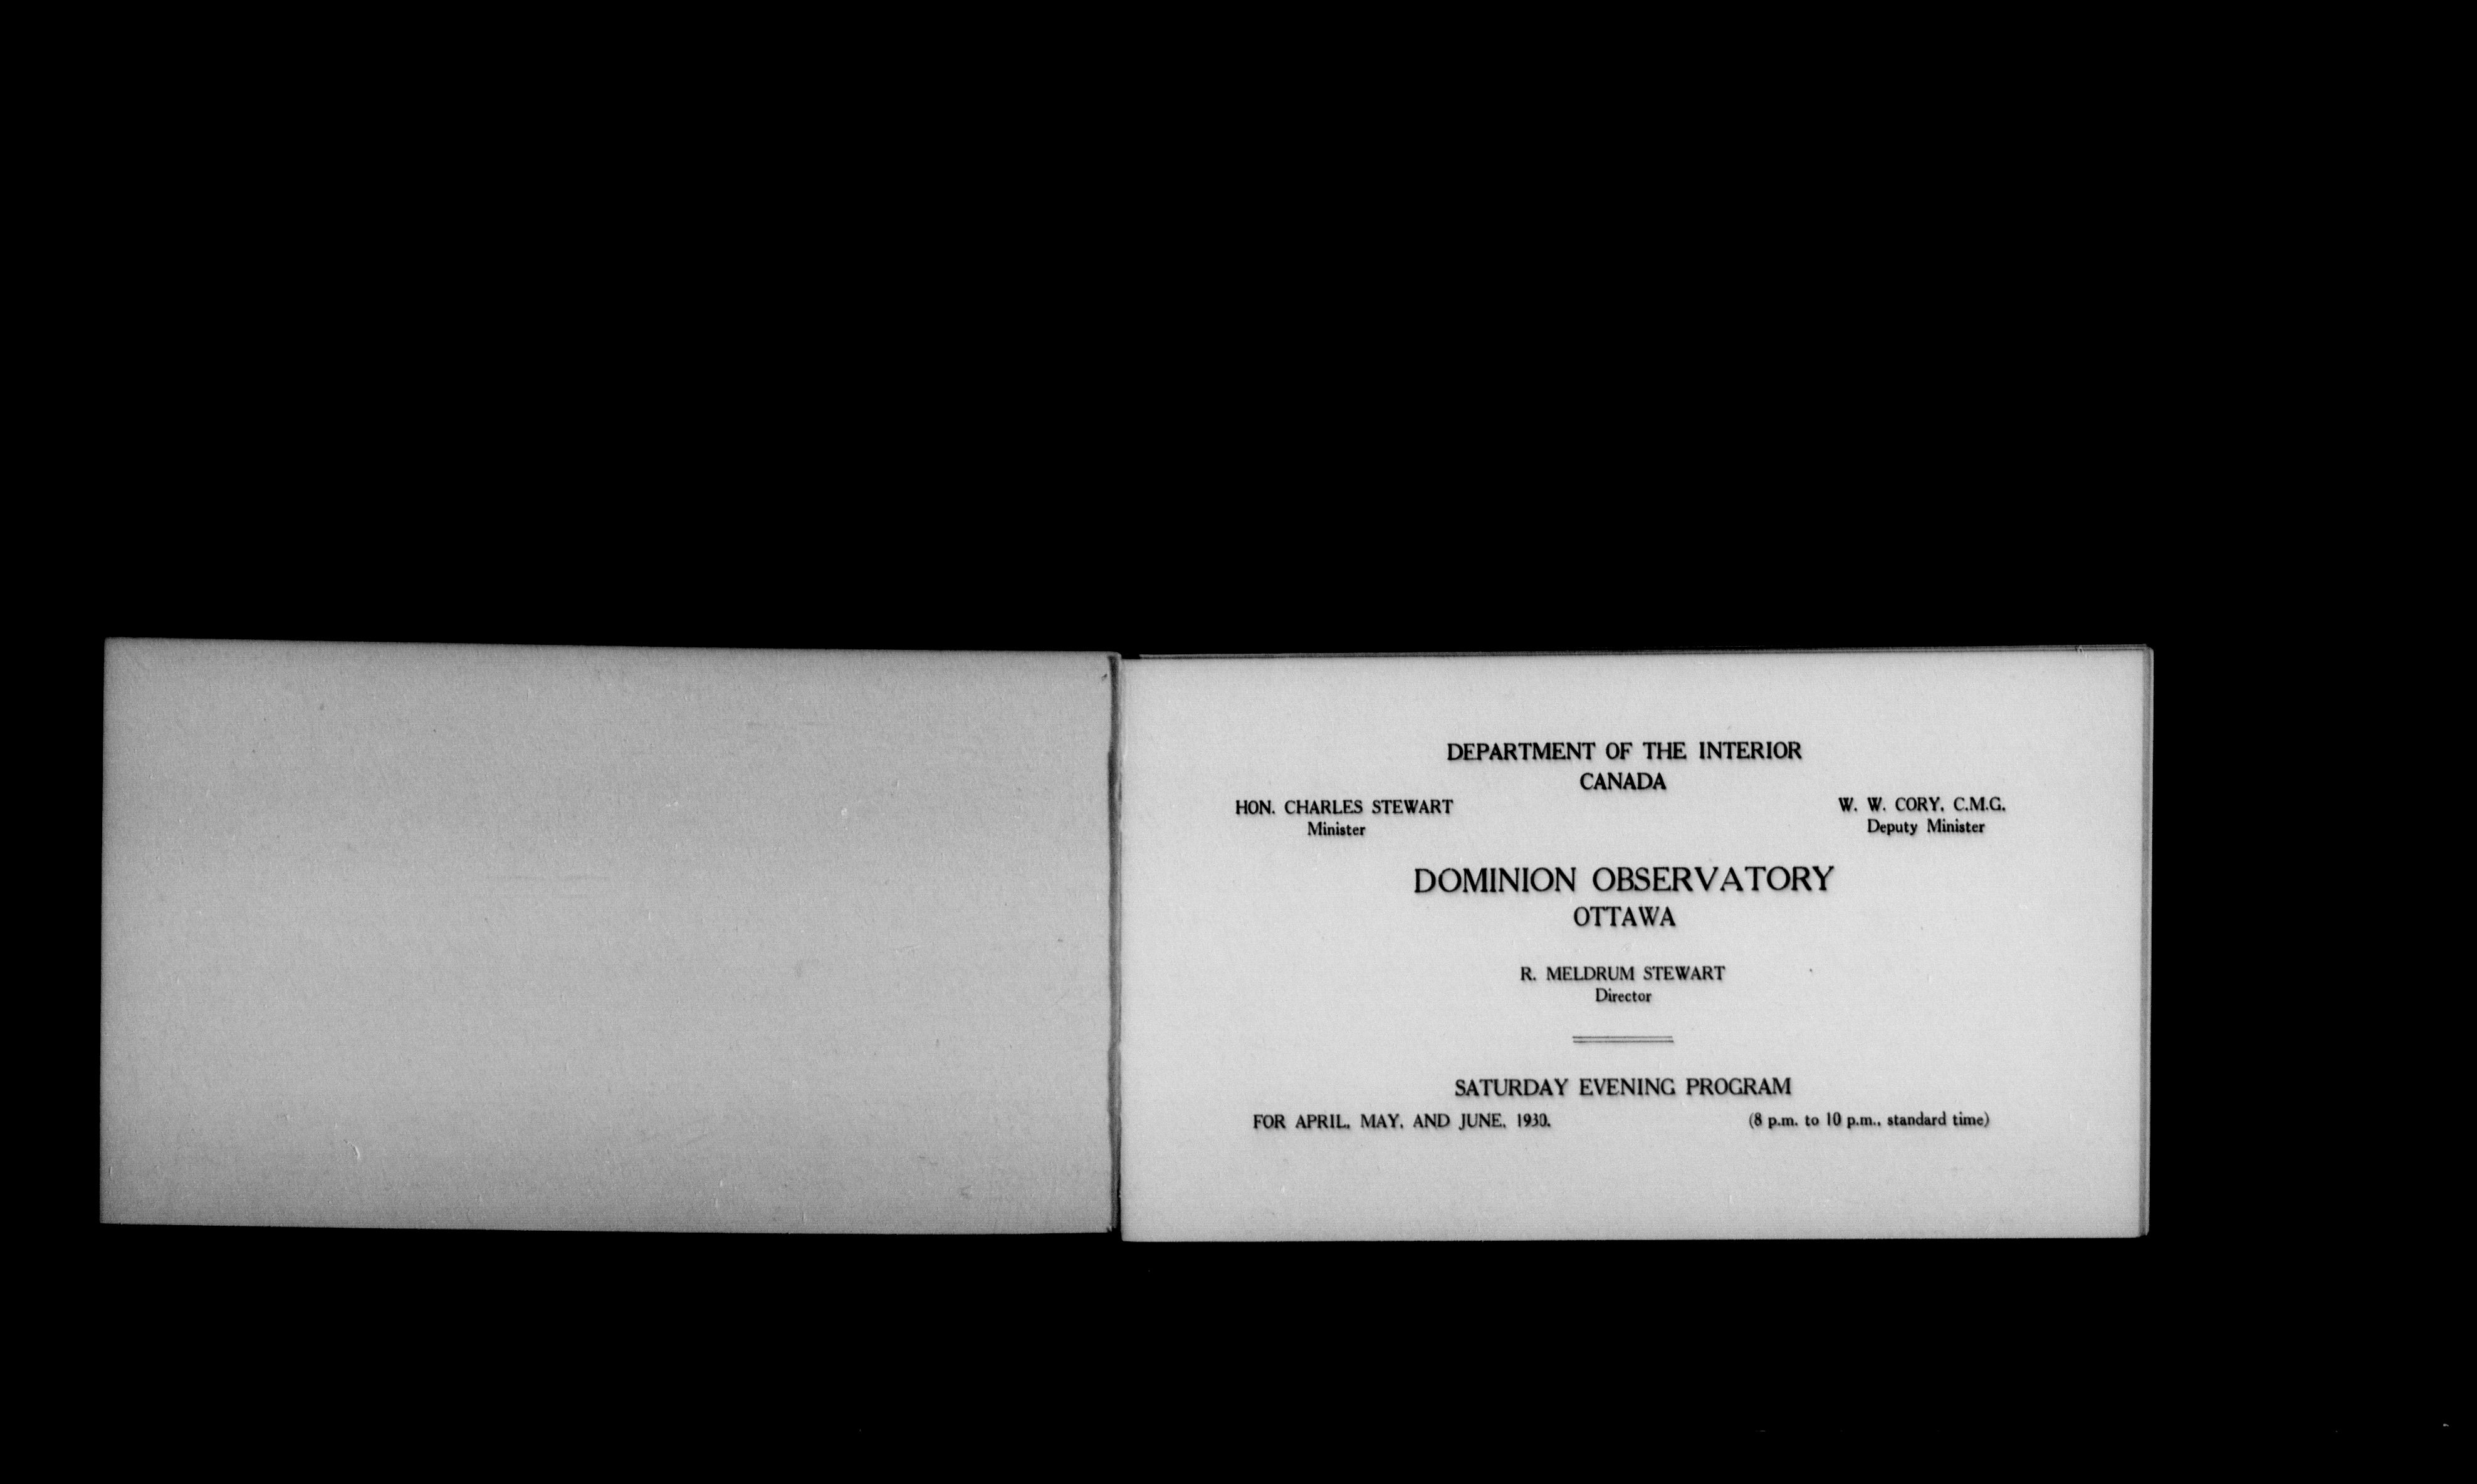 DEPARTMENT OF THE INTERIOR
CANADA
HON. CHARLES STEWART
Minister
W. W. CORY, C.M.G.
Deputy Minister
DOMINION OBSERVATORY
OTTAWA
R. MELDRUM STEWART
Director
SATURDAY EVENING PROGRAM
FOR APRIL, MAY, AND JUNE, 1930. (8 p.m. to 10 p.m., standard time)